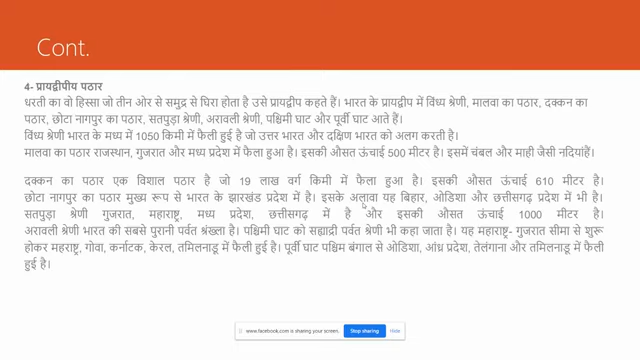 Cont.
4- प्रायद्वीपीय पठार
धरती का वो हिस्सा जो तीन ओर से समुद्र से घिरा होता है उसे प्रायद्वीप कहते हैं। भारत के प्रायद्वीप में विंध्य श्रेणी, मालवा का पठार, दक्कन का
पठार, छोटा नागपुर का पठार, सतपुड़ा श्रेणी, अरावली श्रेणी, पश्चिमी घाट और पूर्वी घाट आते हैं।
विंध्य श्रेणी भारत के मध्य में 1050 किमी में फैली हुई है जो उत्तर भारत और दक्षिण भारत को अलग करती है।
मालवा का पठार राजस्थान, गुजरात और मध्य प्रदेश में फैला हुआ है। इसकी औसत ऊंचाई 500 मीटर है। इसमें चंबल और माही जैसी नदियांहैं।
दक्कन का पठार एक विशाल पठार है जो 19 लाख वर्ग किमी में फैला हुआ है। इसकी औसत ऊंचाई 610 मीटर है।
छोटा नागपुर का पठार मुख्य रूप से भारत के झारखंड प्रदेश में है। इसके अलावा यह बिहार, ओडिशा और छत्तीसगढ़ प्रदेश में भी है।
सतपुड़ा श्रेणी गुजरात, महाराष्ट्र, मध्य प्रदेश, छत्तीसगढ़ में है और इसकी औसत ऊंचाई 1000 मीटर है।
अरावली श्रेणी भारत की सबसे पुरानी पर्वत श्रंख्ला है। पश्चिमी घाट को सह्याद्री पर्वत श्रेणी भी कहा जाता है। यह महाराष्ट्र- गुजरात सीमा से शुरू
होकर महराष्ट्र, गोवा, कर्नाटक, केरल, तमिलनाडू में फैली हुई है। पूर्वी घाट पश्चिम बंगाल से ओडिशा, आंध्र प्रदेश, तेलंगाना और तमिलनाडू में फैली
हुई है।
www.facebook.com is sharing your screen. Stop sharing Hide